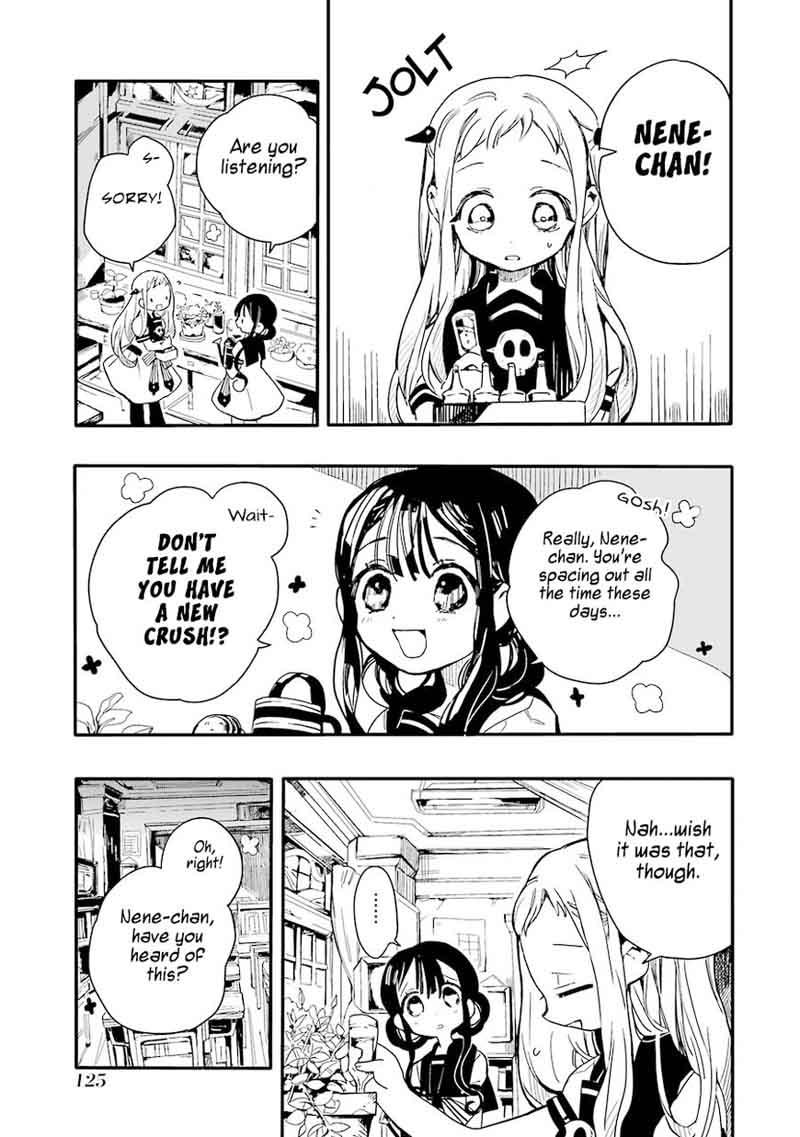 JOLT
NENE-
CHAN!
Are you
listening?
S-
SORRY!
GOSH!
Really, Nene-
chan. You're
spacing out all
the time these
days...
Wait-
DON'T
TELL ME
YOU HAVE
A NEW
CRUSH!?
Nah...wish
it was that,
though.
......
Oh,
right!
Nene-chan,
have you
heard of
this?
125